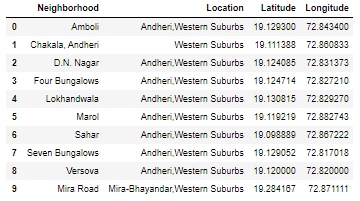 Neighborhood Location Latitude Longitude
0 Amboli Andheri,Western Suburbs 19.129300 72.843400
1 Chakala, Andheri Western Suburbs 19.111388 72.860833
2 D.N. Nagar Andheri,Western Suburbs 19.124085 72.831373
3 Four Bungalows Andheri,Western Suburbs 19.124714 72.827210
4 Lokhandwala Andheri,Western Suburbs 19.130815 72.829270
5 Marol Andheri,Western Suburbs 19.119219 72.882743
6 Sahar Andheri,Western Suburbs 19.098889 72.867222
7 Seven Bungalows Andheri,Western Suburbs 19.129052 72.817018
8 Versova Andheri,Western Suburbs 19.120000 72.820000
9 Mira Road Mira-Bhayandar,Western Suburbs 19.284167 72.871111